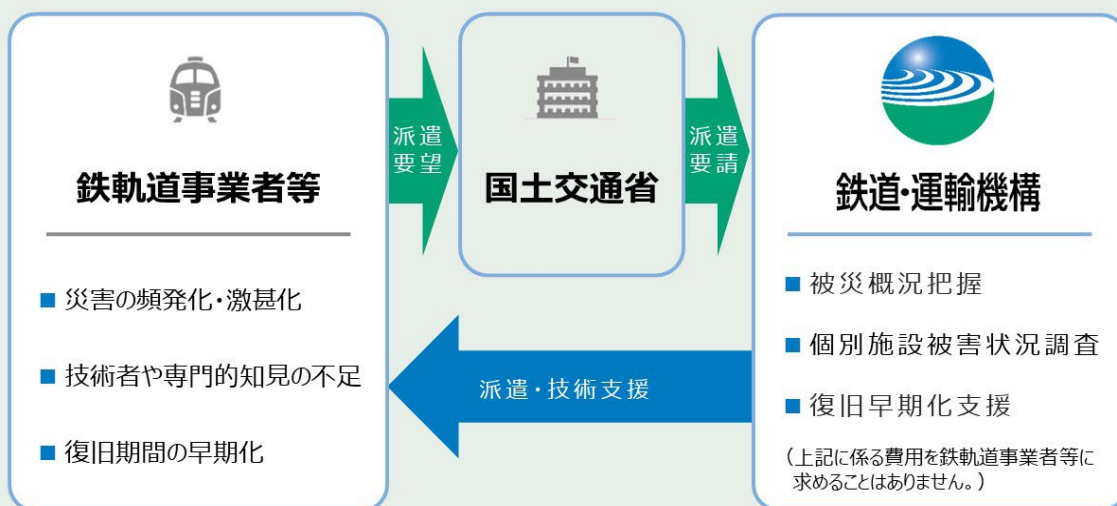 鉄軌道事業者等
■ 災害の頻発化・激甚化
■ 技術者や専門的知見の不足
■ 復旧期間の早期化
派遣
要望
国土交通省
派遣
要請
鉄道・運輸機構
■ 被災概況把握
■ 個別施設被害状況調査
■ 復旧早期化支援
(上記に係る費用を鉄軌道事業者等に
求めることはありません。)
派遣・技術支援